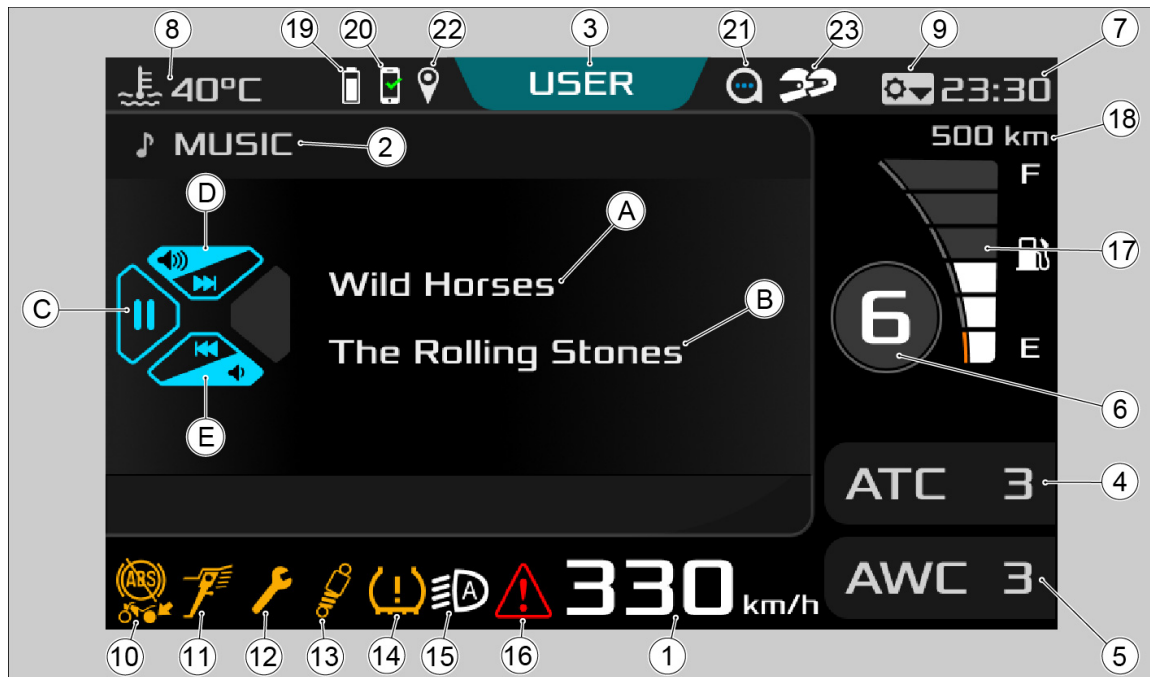 8 19 20 22 3 21 23 9 7
40°C USER 23:30
MUSIC 2
500 km 18
F
D
A
Wild Horses
17
C
B
6
The Rolling Stones
E
E
6
ATC 3 4
AWC 3
ABS A 330 km/h
10 11 12 13 14 15 16 1 5